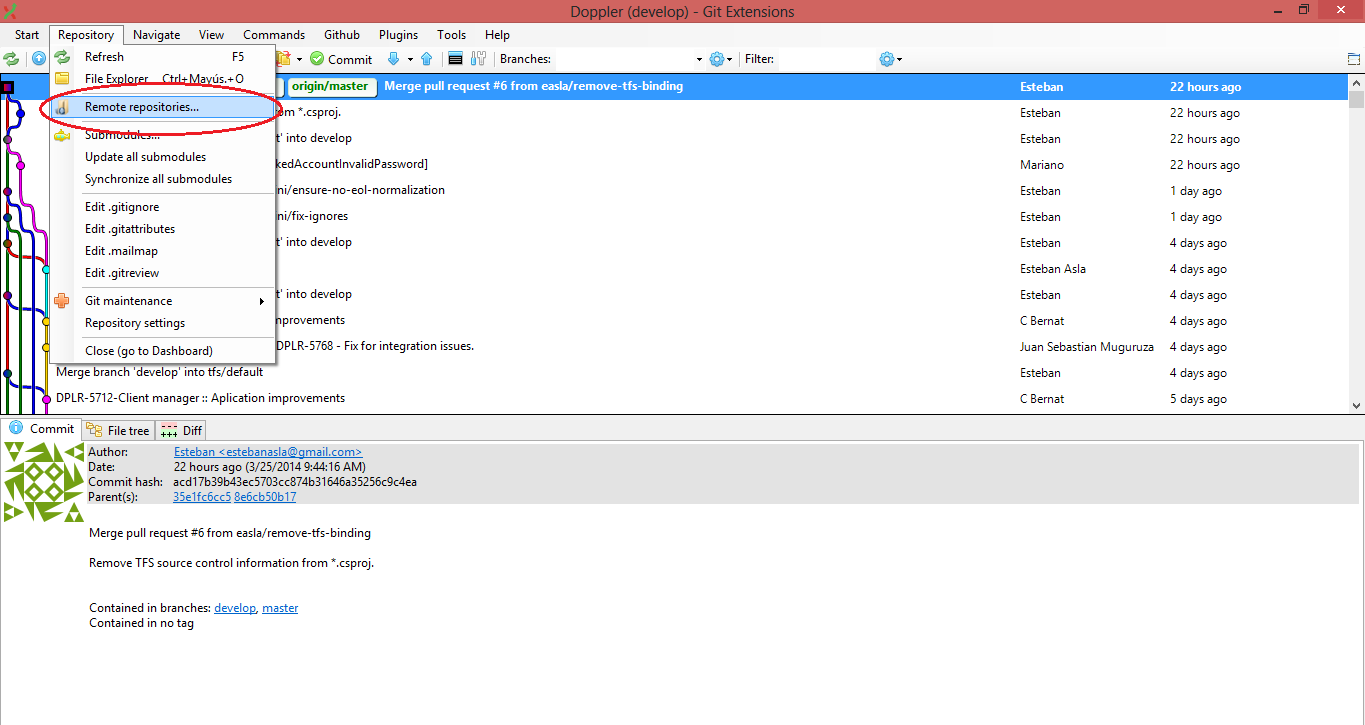 Doppler (develop) - Git Extensions
Start Repository Navigate View Commands Github Plugins Tools Help
Commit Branches: Filter:
Refresh F5
File Explorer Ctrl+Mayús.+O
Remote repositories...
Submodules...
Update all submodules
Synchronize all submodules
Edit .gitignore
Edit .gitattributes
Edit .mailmap
Edit .gitreview
Git maintenance
Repository settings
Close (go to Dashboard)
origin/master Merge pull request #6 from easla/remove-tfs-binding Esteban 22 hours ago
*.csproj. Esteban 22 hours ago
t' into develop Esteban 22 hours ago
kedAccountInvalidPassword] Mariano 22 hours ago
ni/ensure-no-eol-normalization Esteban 1 day ago
ni/fix-ignores Esteban 1 day ago
t' into develop Esteban 4 days ago
Esteban Asla 4 days ago
t' into develop Esteban 4 days ago
nprovements C Bernat 4 days ago
DPLR-5768 - Fix for integration issues. Juan Sebastian Muguruza 4 days ago
Merge branch 'develop' into tfs/default Esteban 4 days ago
DPLR-5712-Client manager :: Aplication improvements C Bernat 5 days ago
Commit File tree Diff
Author: Esteban <estebanasla@gmail.com>
Date: 22 hours ago (3/25/2014 9:44:16 AM)
Commit hash: acd17b39b43ec5703cc874b31646a35256c9c4ea
Parent(s): 35e1fc6cc5 8e6cb50b17
Merge pull request #6 from easla/remove-tfs-binding
Remove TFS source control information from *.csproj.
Contained in branches: develop, master
Contained in no tag